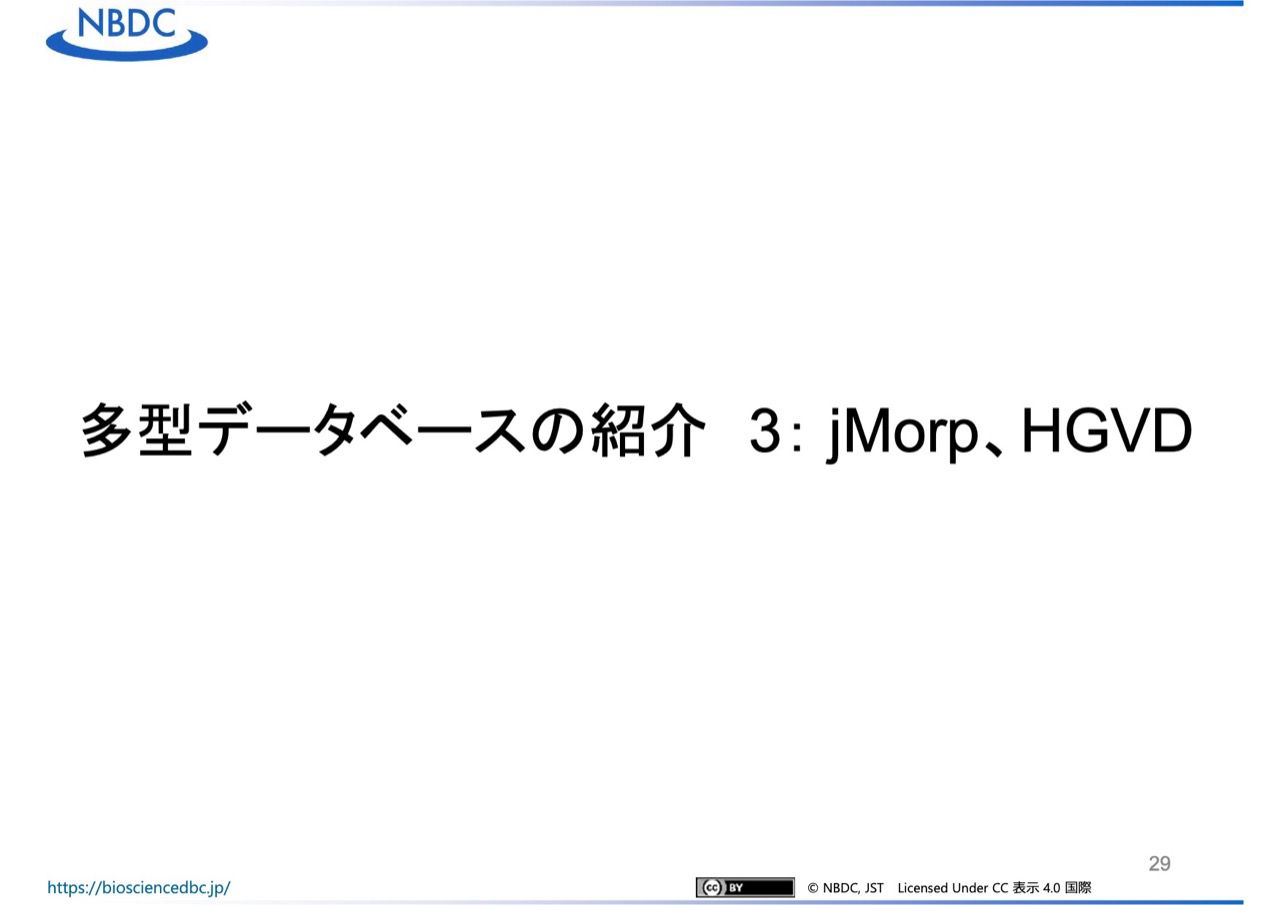 NBDC
多型データベースの紹介　3： jMorp、HGVD
29
https://biosciencedbc.jp/
cc BY
© NBDC, JST　Licensed Under CC 表示 4.0 国際